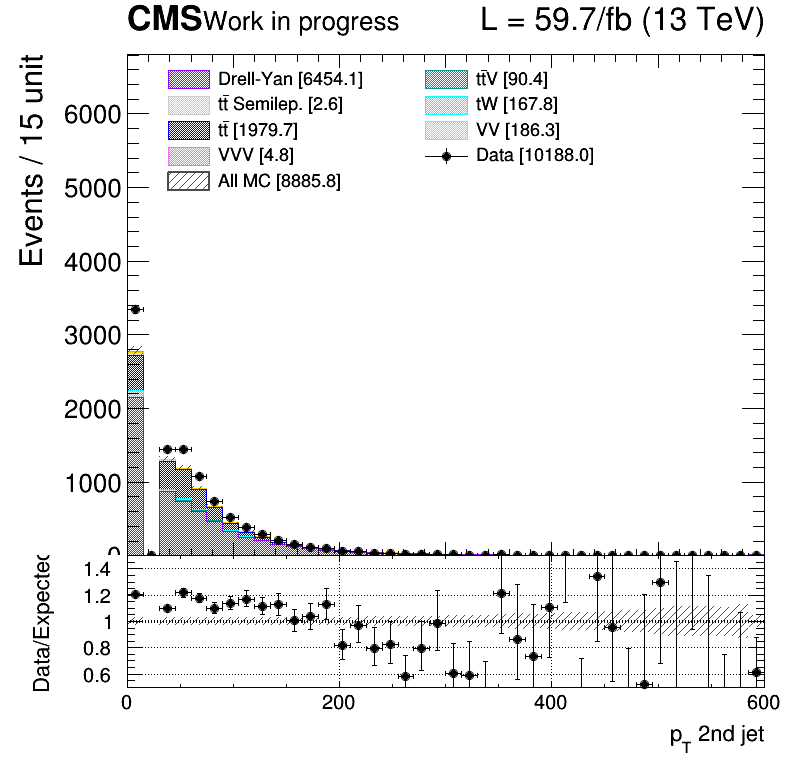 CMS Work in progress L = 59.7/fb (13 TeV)
Events / 15 unit
Drell-Yan [6454.1]
tt̄ Semilep. [2.6]
tt̄ [1979.7]
VVV [4.8]
All MC [8885.8]
tt̄V [90.4]
tW [167.8]
VV [186.3]
Data [10188.0]
6000
5000
4000
3000
2000
1000
0
Data/Expected
1.4
1.2
1
0.8
0.6
0 200 400 600
p_T 2nd jet